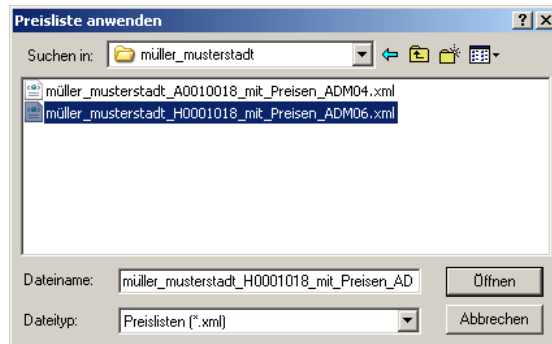 Preisliste anwenden
Suchen in: müller_musterstadt
müller_musterstadt_A0010018_mit_Preisen_ADM04.xml
müller_musterstadt_H0001018_mit_Preisen_ADM06.xml
Dateiname: müller_musterstadt_H0001018_mit_Preisen_AD Öffnen
Dateityp: Preislisten (*.xml) Abbrechen